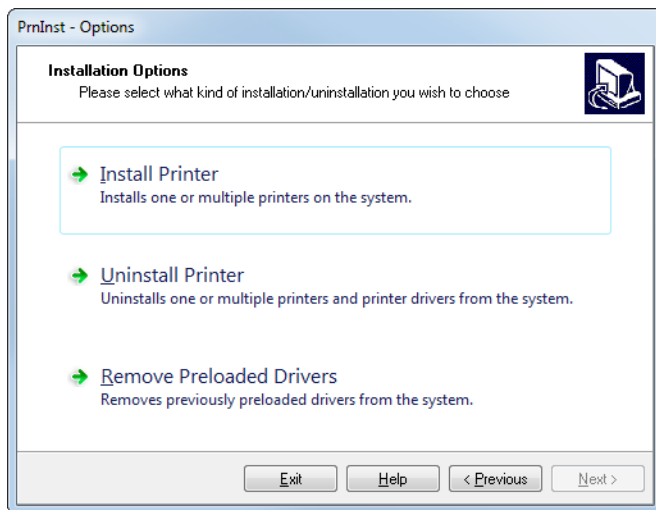 PrnInst - Options
Installation Options
Please select what kind of installation/uninstallation you wish to choose
Install Printer
Installs one or multiple printers on the system.
Uninstall Printer
Uninstalls one or multiple printers and printer drivers from the system.
Remove Preloaded Drivers
Removes previously preloaded drivers from the system.
Exit Help < Previous Next >